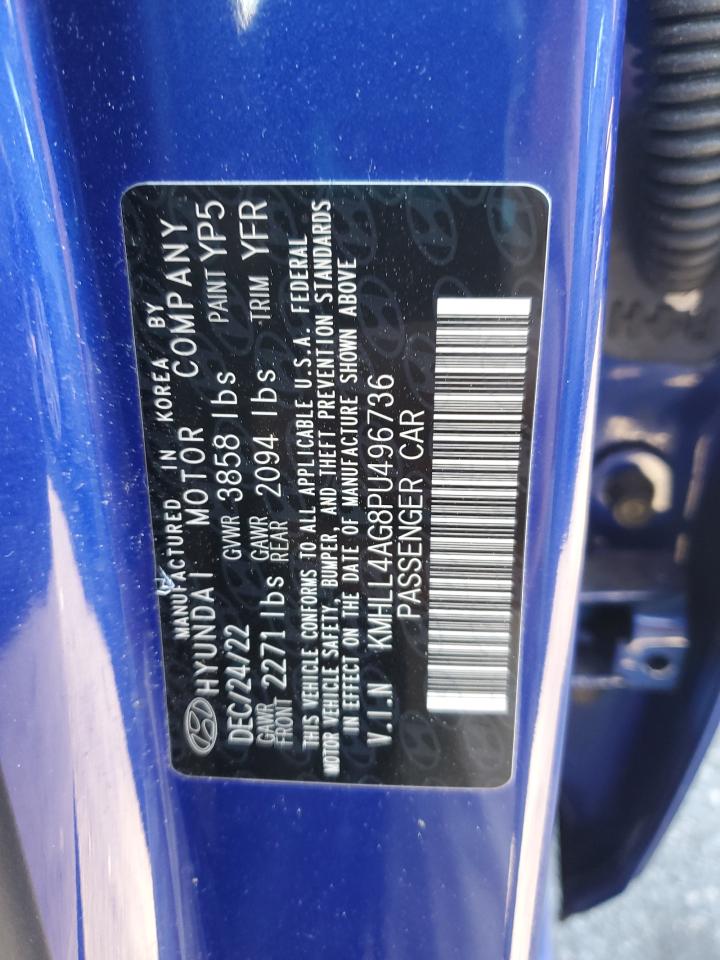 MANUFACTURED IN KOREA BY
HYUNDAI MOTOR COMPANY
DEC/24/22 GVWR 3858 lbs PAINT YP5
GAWR FRONT 2271 lbs GAWR REAR 2094 lbs TRIM YFR
THIS VEHICLE CONFORMS TO ALL APPLICABLE U.S.A. FEDERAL
MOTOR VEHICLE SAFETY, BUMPER, AND THEFT PREVENTION STANDARDS
IN EFFECT ON THE DATE OF MANUFACTURE SHOWN ABOVE
V.I.N KMHLL4AG8PU496736
PASSENGER CAR